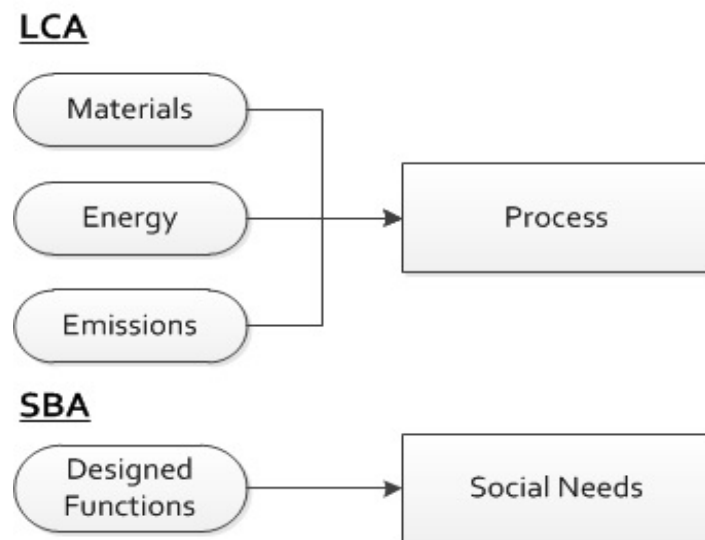 LCA
Materials
Energy
Process
Emissions
SBA
Designed
Functions
Social Needs